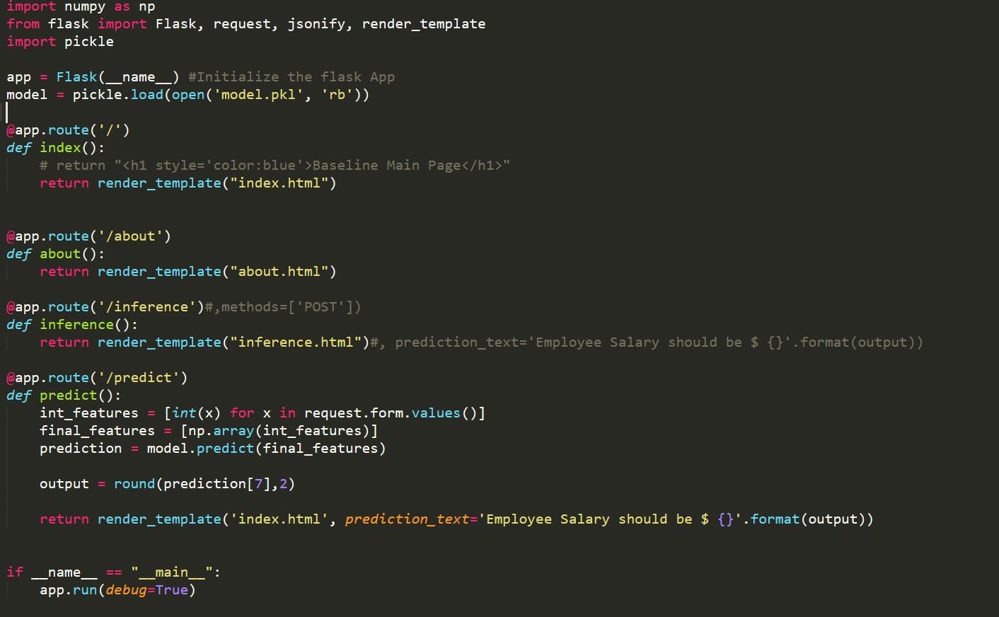 import numpy as np
from flask import Flask, request, jsonify, render_template
import pickle

app = Flask(__name__) #Initialize the flask App
model = pickle.load(open('model.pkl', 'rb'))

@app.route('/')
def index():
    # return "<h1 style='color:blue'>Baseline Main Page</h1>"
    return render_template("index.html")


@app.route('/about')
def about():
    return render_template("about.html")

@app.route('/inference')#,methods=['POST'])
def inference():
    return render_template("inference.html")#, prediction_text='Employee Salary should be $ {}'.format(output))

@app.route('/predict')
def predict():
    int_features = [int(x) for x in request.form.values()]
    final_features = [np.array(int_features)]
    prediction = model.predict(final_features)

    output = round(prediction[7],2)

    return render_template('index.html', prediction_text='Employee Salary should be $ {}'.format(output))


if __name__ == "__main__":
    app.run(debug=True)